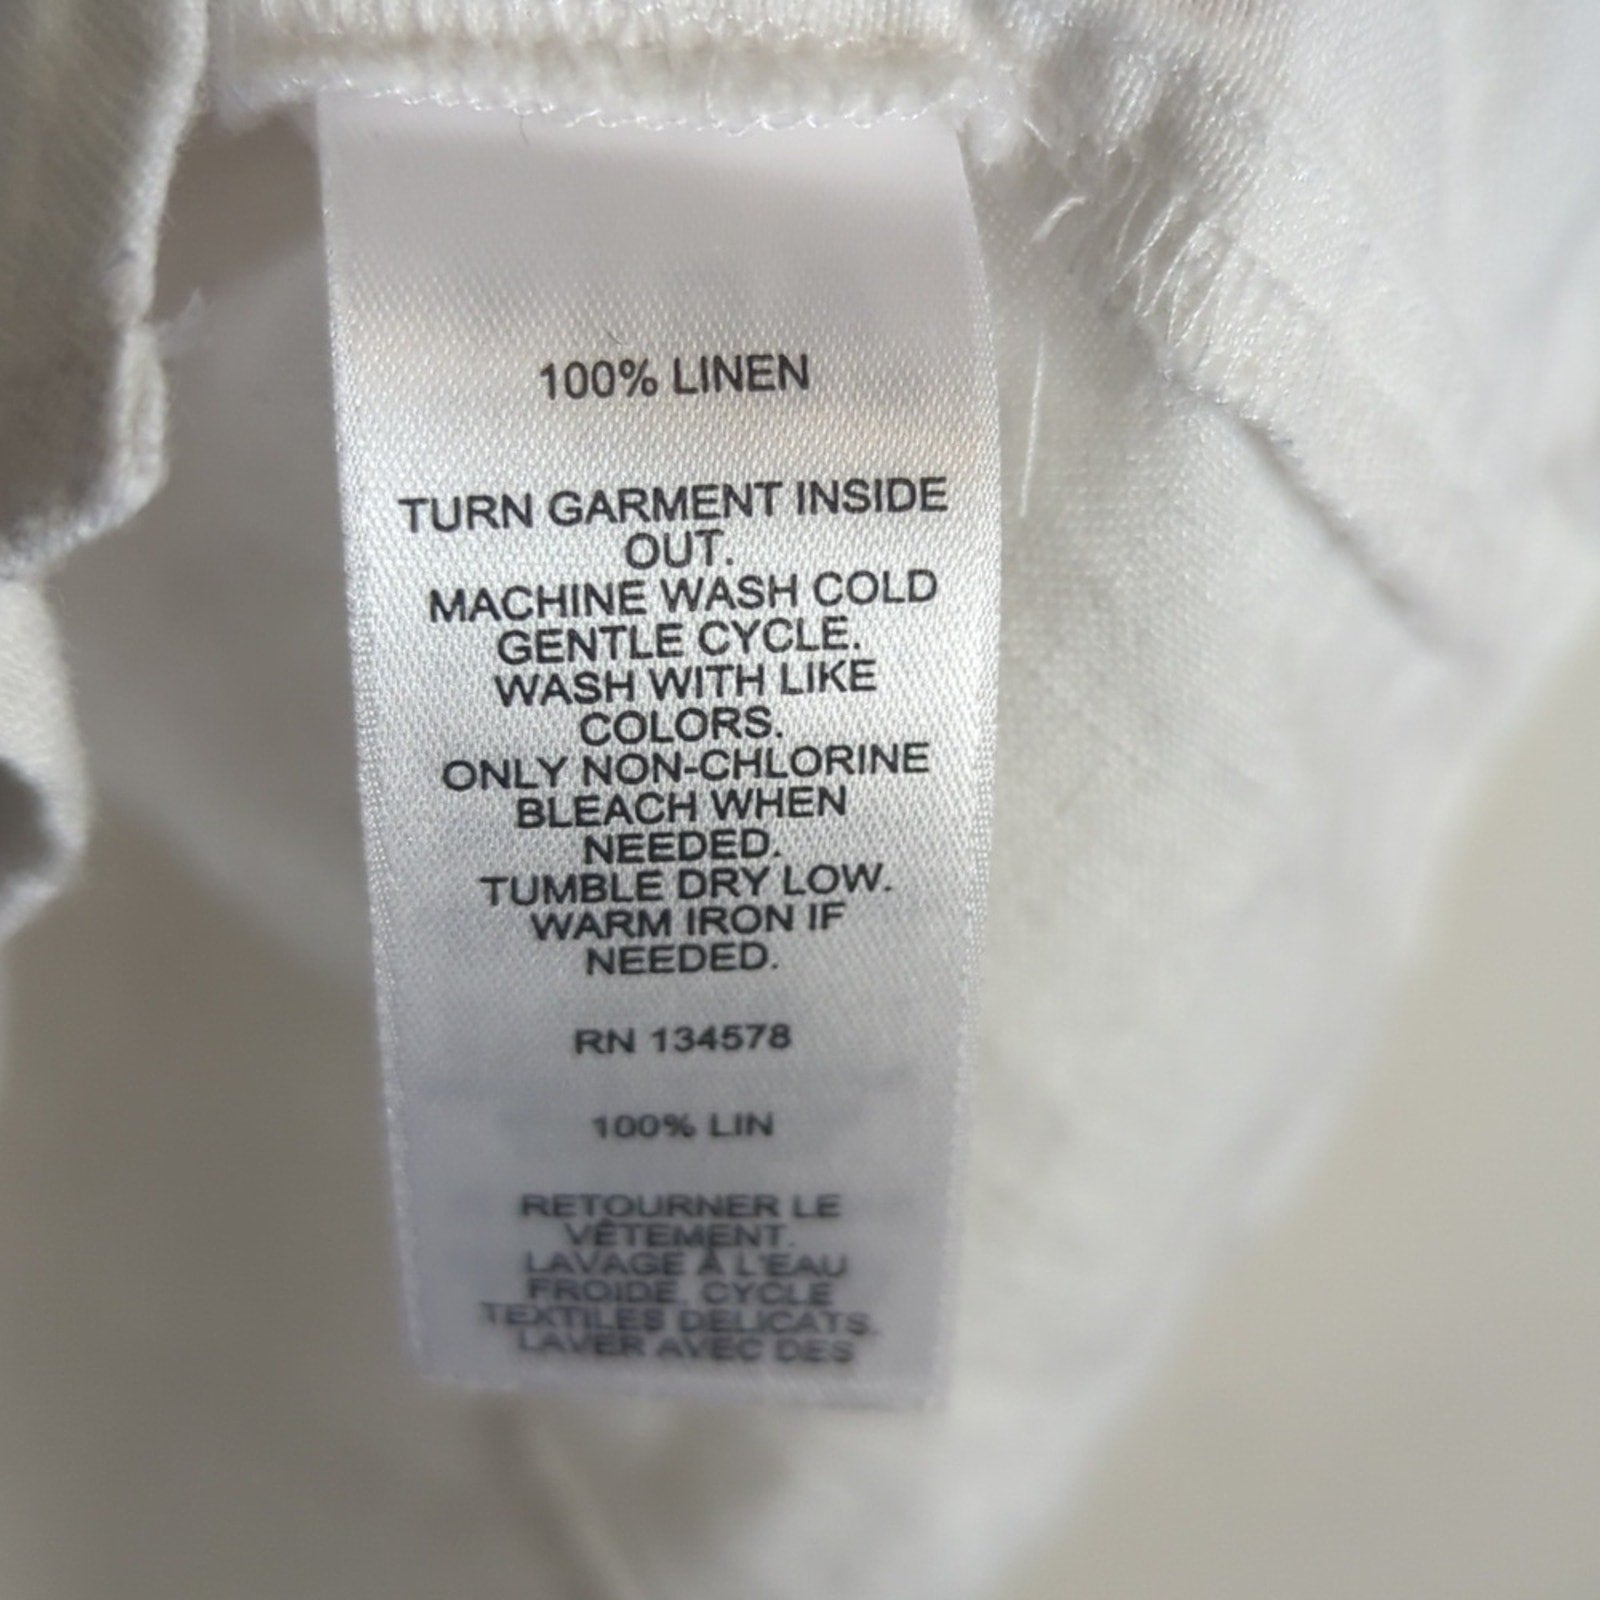 100% LINEN
TURN GARMENT INSIDE
OUT.
MACHINE WASH COLD
GENTLE CYCLE.
WASH WITH LIKE
COLORS.
ONLY NON-CHLORINE
BLEACH WHEN
NEEDED.
TUMBLE DRY LOW.
WARM IRON IF
NEEDED.
RN 134578
100% LIN
RETOURNER LE
VÊTEMENT.
LAVAGE À L'EAU
FROIDE. CYCLE
TEXTILES DELICATS.
LAVER AVEC DES